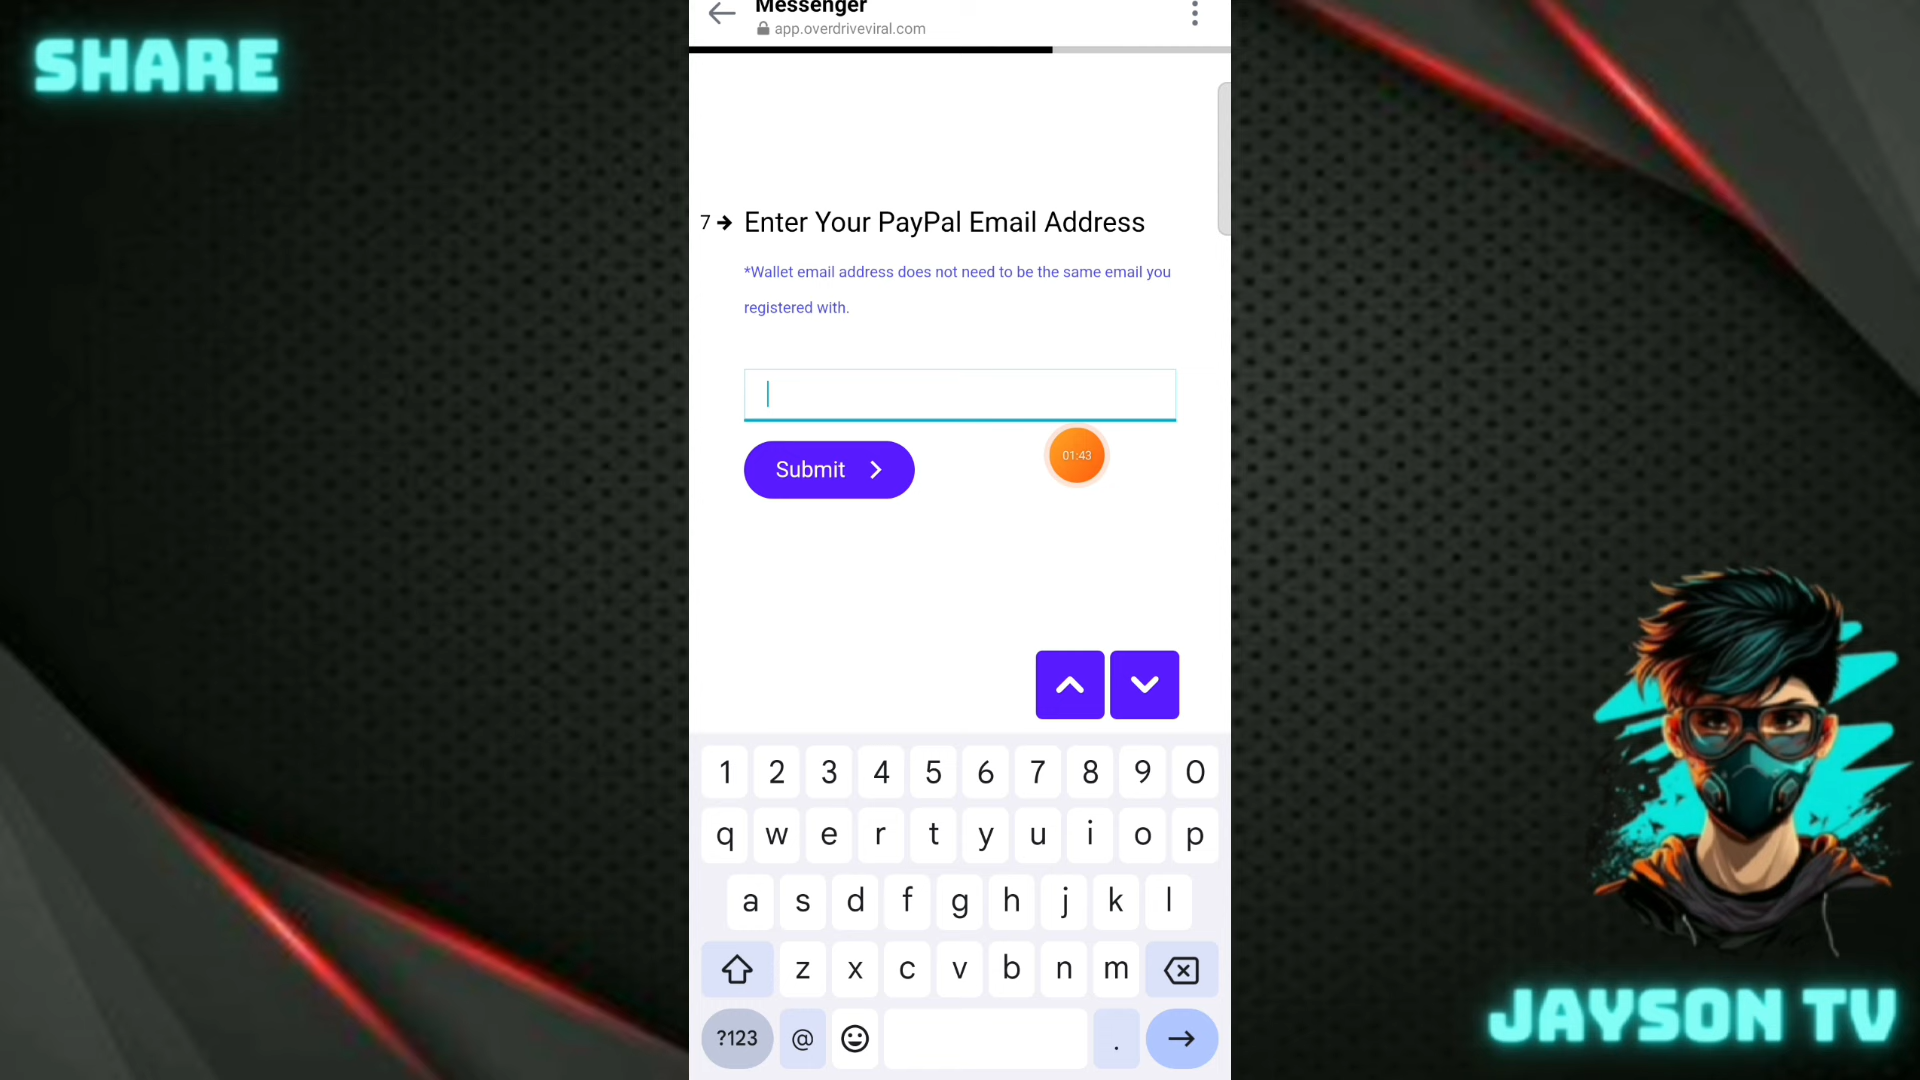 SHARE
Messenger
app.overdriveviral.com
7 → Enter Your PayPal Email Address
*Wallet email address does not need to be the same email you
registered with.
Submit
01:43
1 2 3 4 5 6 7 8 9 0
q w e r t y u i o p
a s d f g h j k l
z x c v b n m
?123 @ .
JAYSON TV